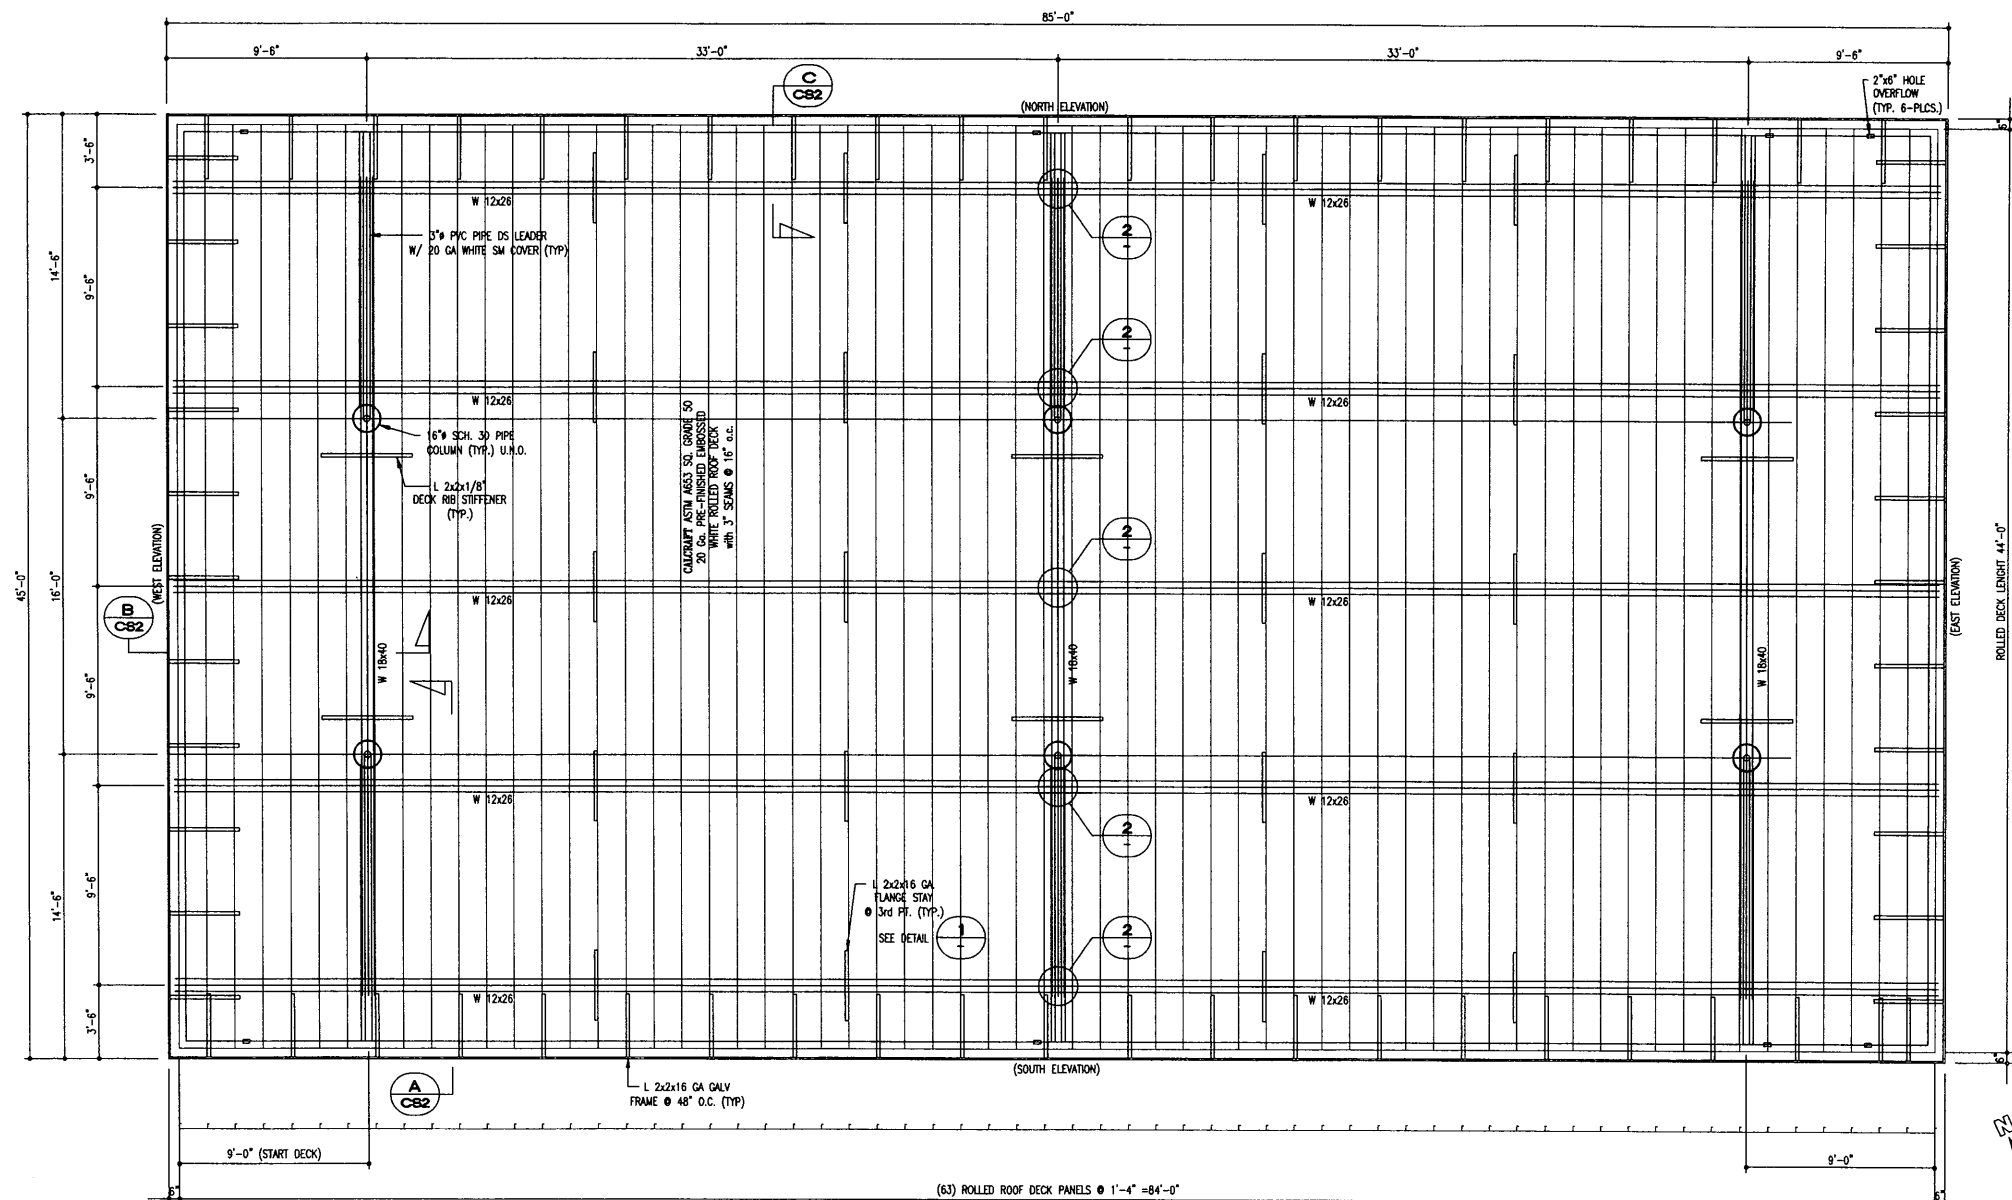 85'-0"
9'-6"
33'-0"
33'-0"
9'-6"
C
CS2
2"x6" HOLE
OVERFLOW
(TYP. 6-PLCS.)
(NORTH ELEVATION)
6"
3'-6"
W 12x26
W 12x26
3"ø PVC PIPE DS LEADER
W/ 20 GA WHITE SM COVER (TYP)
2
-
14'-6"
9'-6"
2
-
W 12x26
W 12x26
16"ø SCH. 30 PIPE
COLUMN (TYP.) U.N.O.
CALCRAFT ASTM A653 SQ. GRADE 50
20 Ga. PRE-FINISHED EMBOSSED
WHITE ROLLED ROOF DECK
with 3" SEAMS @ 16" o.c.
9'-6"
L 2x2x1/8"
DECK RIB STIFFENER
(TYP.)
2
-
(WEST ELEVATION)
45'-0"
16'-0"
W 12x26
W 12x26
(EAST ELEVATION)
ROLLED DECK LENGHT 44'-0"
B
CS2
W 18x40
W 18x40
W 18x40
9'-6"
W 12x26
W 12x26
2
-
14'-6"
9'-6"
L 2x2x16 GA.
FLANGE STAY
@ 3rd PT. (TYP.)
SEE DETAIL
1
-
2
-
W 12x26
W 12x26
3'-6"
6"
(SOUTH ELEVATION)
A
CS2
L 2x2x16 GA GALV
FRAME @ 48" O.C. (TYP)
9'-0" (START DECK)
9'-0"
6"
(63) ROLLED ROOF DECK PANELS @ 1'-4" =84'-0"
6"